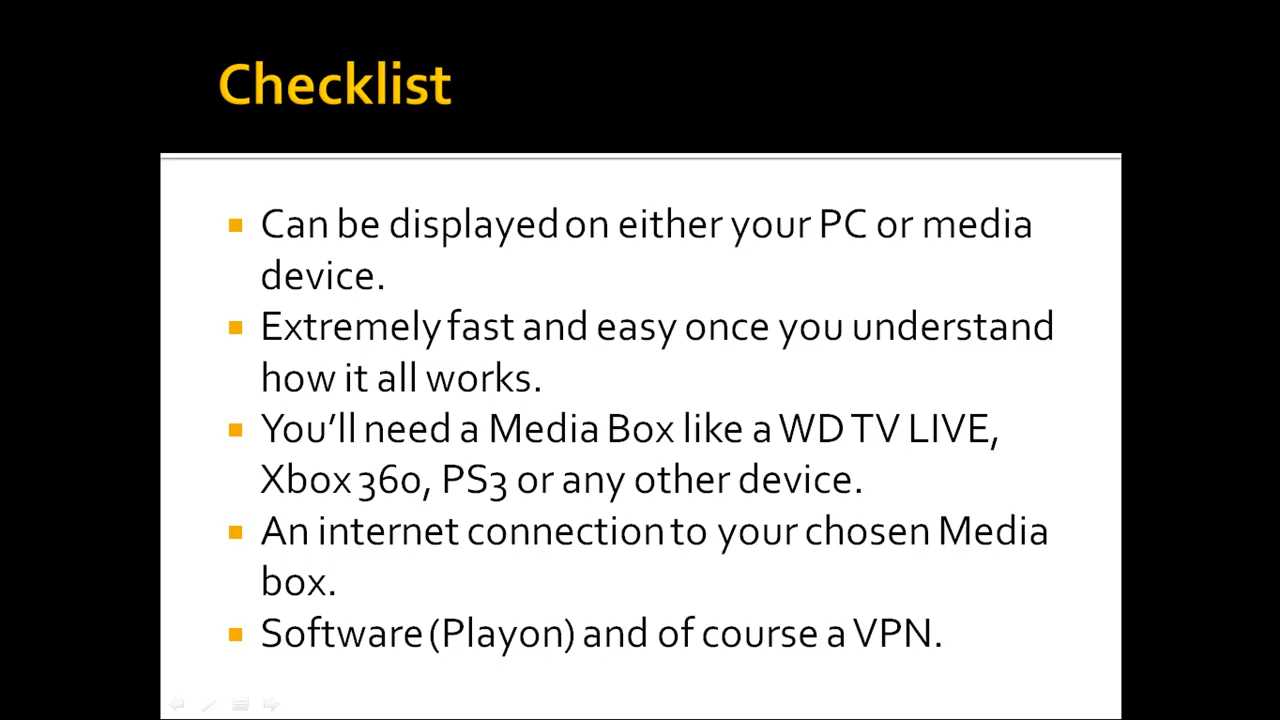 Checklist
Can be displayed on either your PC or media
device.
Extremely fast and easy once you understand
how it all works.
You’ll need a Media Box like a WD TV LIVE,
Xbox 360, PS3 or any other device.
An internet connection to your chosen Media
box.
Software (Playon) and of course a VPN.